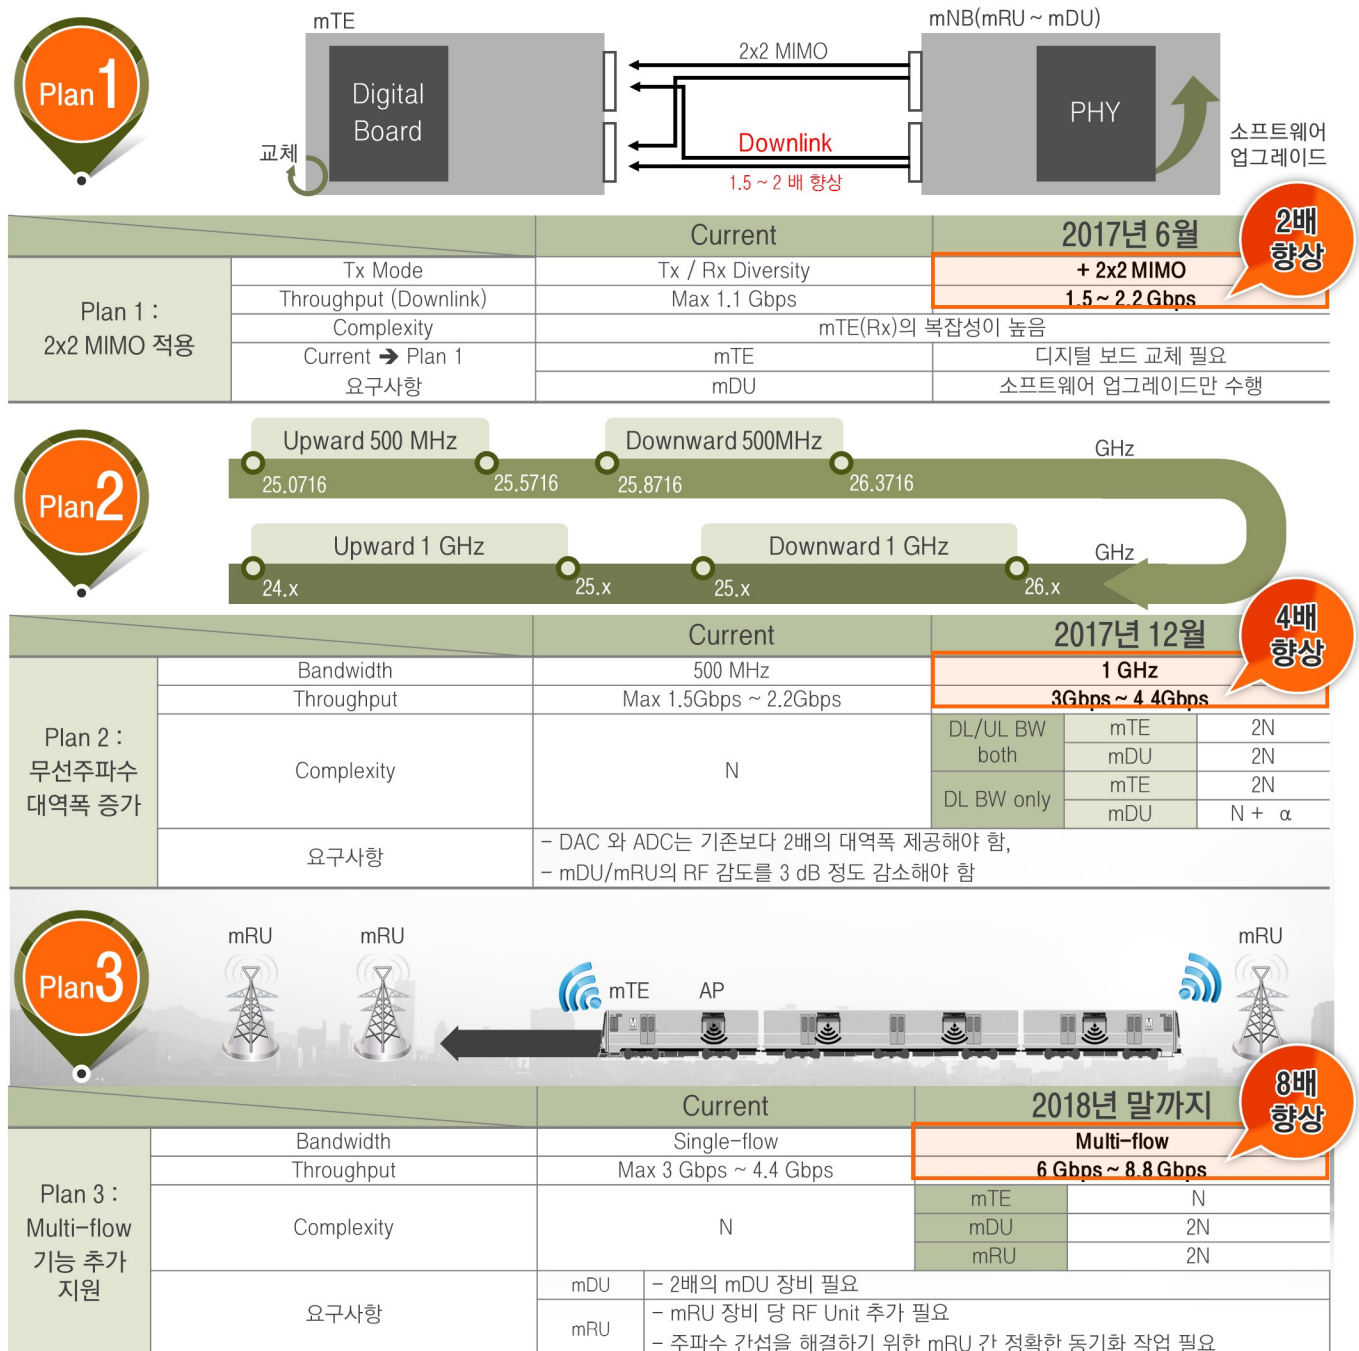 Plan 1
mTE
mNB(mRU ~ mDU)
2x2 MIMO
Digital
Board
PHY
교체
Downlink
1.5 ~ 2 배 향상
소프트웨어
업그레이드
2배
향상
Current
2017년 6월
Plan 1 :
2x2 MIMO 적용
Tx Mode
Tx / Rx Diversity
+ 2x2 MIMO
Throughput (Downlink)
Max 1.1 Gbps
1.5 ~ 2.2 Gbps
Complexity
mTE(Rx)의 복잡성이 높음
Current ➔ Plan 1
요구사항
mTE
디지털 보드 교체 필요
mDU
소프트웨어 업그레이드만 수행
Plan 2
Upward 500 MHz
Downward 500MHz
GHz
25.0716
25.5716
25.8716
26.3716
Upward 1 GHz
Downward 1 GHz
GHz
24.x
25.x
25.x
26.x
4배
향상
Current
2017년 12월
Plan 2 :
무선주파수
대역폭 증가
Bandwidth
500 MHz
1 GHz
Throughput
Max 1.5Gbps ~ 2.2Gbps
3Gbps ~ 4.4Gbps
Complexity
N
DL/UL BW
both
mTE
2N
mDU
2N
DL BW only
mTE
2N
mDU
N + α
요구사항
- DAC 와 ADC는 기존보다 2배의 대역폭 제공해야 함,
- mDU/mRU의 RF 감도를 3 dB 정도 감소해야 함
Plan 3
mRU
mRU
mTE
AP
mRU
8배
향상
Current
2018년 말까지
Plan 3 :
Multi-flow
기능 추가
지원
Bandwidth
Single-flow
Multi-flow
Throughput
Max 3 Gbps ~ 4.4 Gbps
6 Gbps ~ 8.8 Gbps
Complexity
N
mTE
N
mDU
2N
mRU
2N
요구사항
mDU
- 2배의 mDU 장비 필요
mRU
- mRU 장비 당 RF Unit 추가 필요
- 주파수 간섭을 해결하기 위한 mRU 간 정확한 동기화 작업 필요